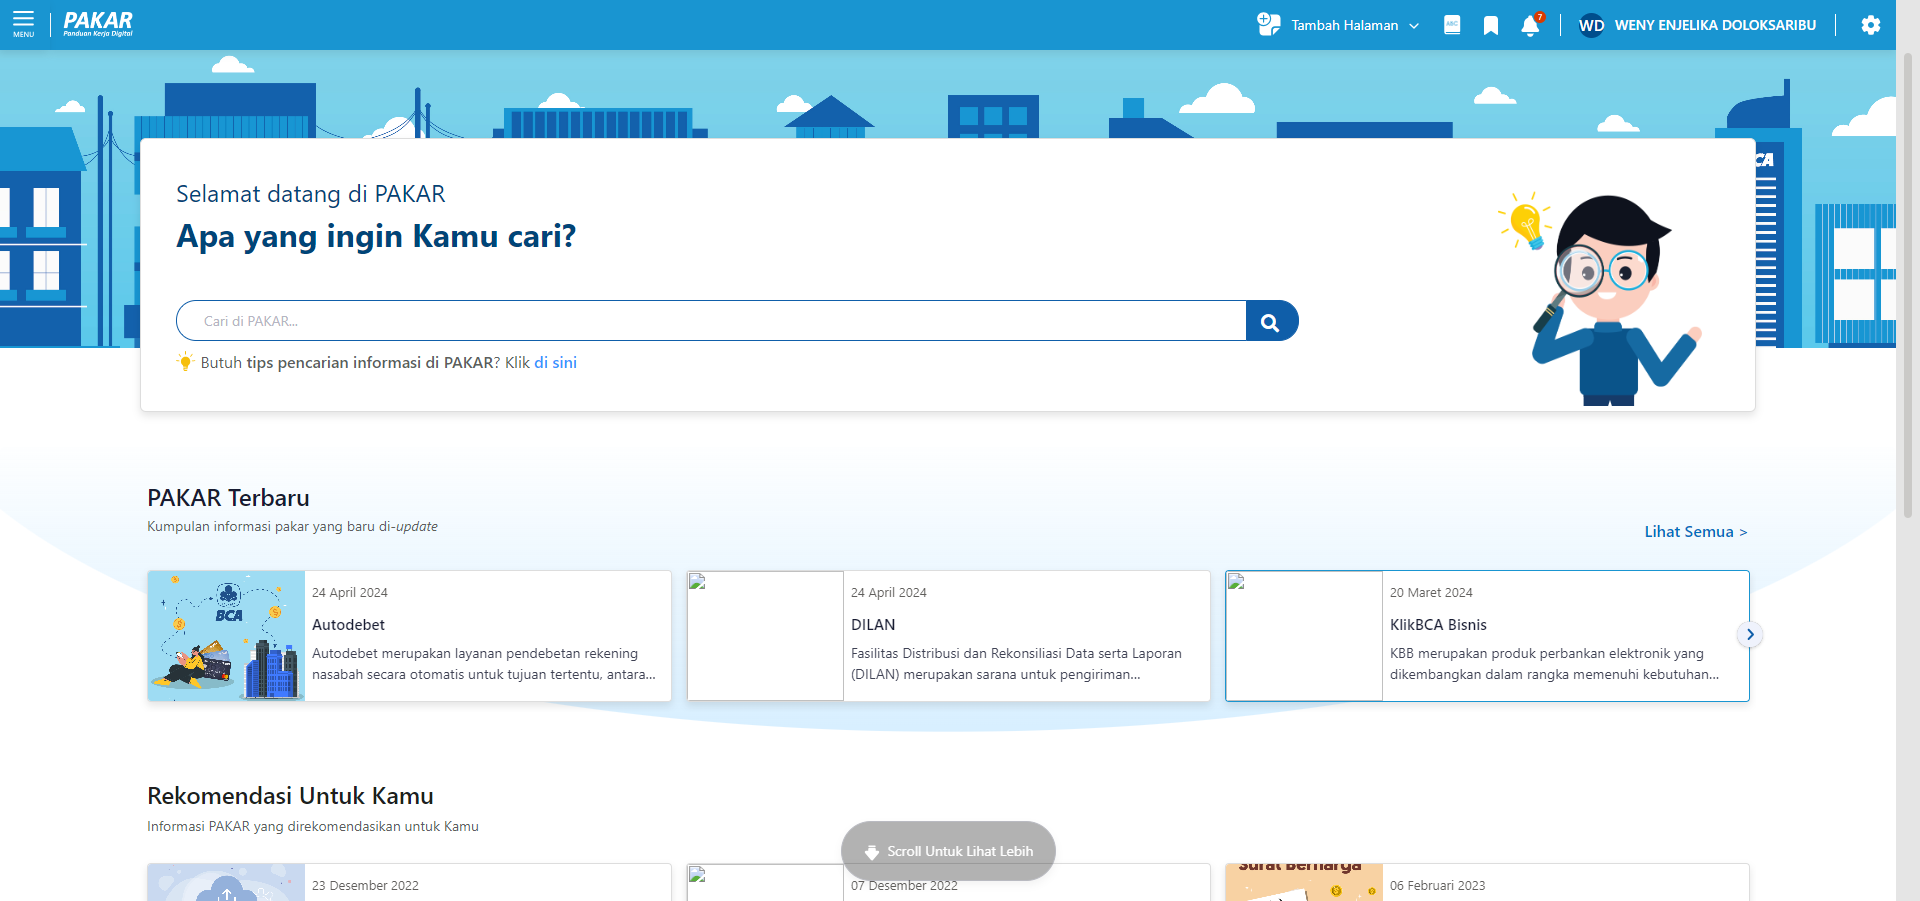 MENU
PAKAR
Panduan Kerja Digital
Tambah Halaman
ABC
7
WD
WENY ENJELIKA DOLOKSARIBU
Selamat datang di PAKAR
Apa yang ingin Kamu cari?
Cari di PAKAR...
Butuh tips pencarian informasi di PAKAR? Klik di sini
CA
PAKAR Terbaru
Kumpulan informasi pakar yang baru di-update
Lihat Semua >
BCA
24 April 2024
Autodebet
Autodebet merupakan layanan pendebetan rekening
nasabah secara otomatis untuk tujuan tertentu, antara...
24 April 2024
DILAN
Fasilitas Distribusi dan Rekonsiliasi Data serta Laporan
(DILAN) merupakan sarana untuk pengiriman...
20 Maret 2024
KlikBCA Bisnis
KBB merupakan produk perbankan elektronik yang
dikembangkan dalam rangka memenuhi kebutuhan...
Rekomendasi Untuk Kamu
Informasi PAKAR yang direkomendasikan untuk Kamu
Scroll Untuk Lihat Lebih
23 Desember 2022
07 Desember 2022
Surat Berharga
06 Februari 2023